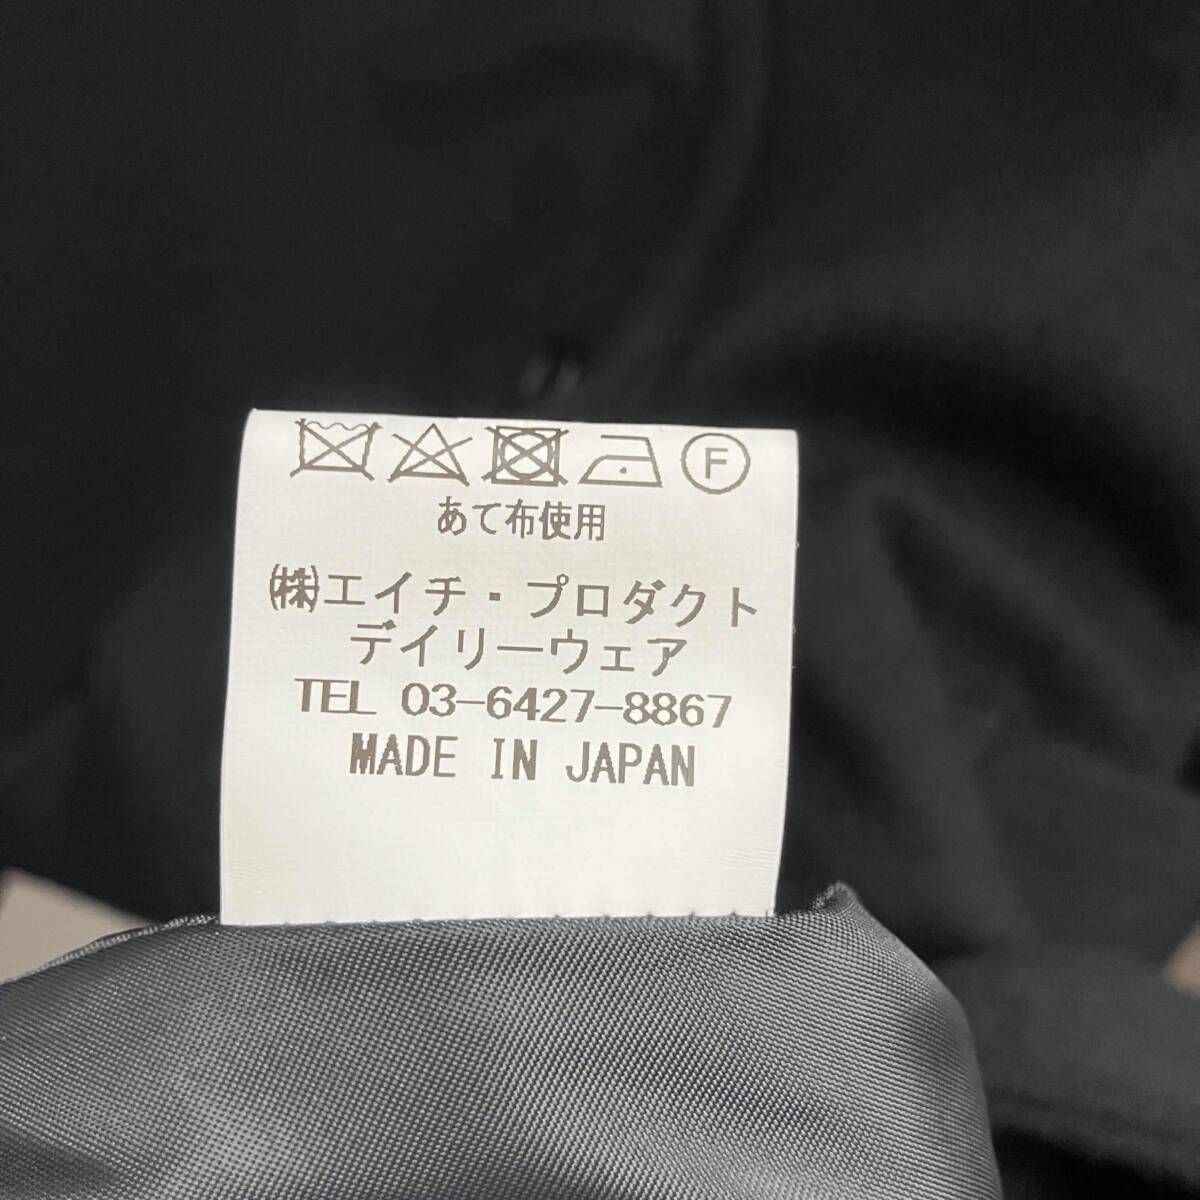 F
あて布使用
㈱エイチ・プロダクト
デイリーウェア
TEL 03-6427-8867
MADE IN JAPAN